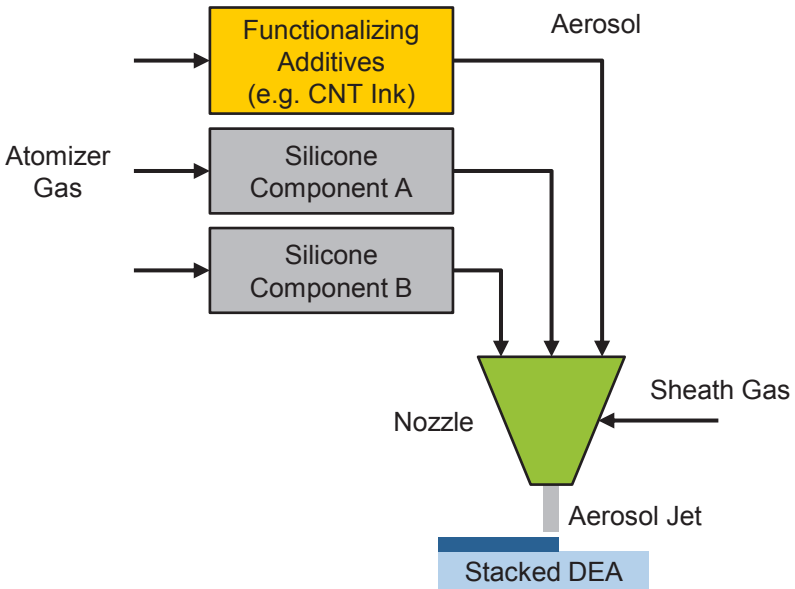 Functionalizing
Additives
(e.g. CNT Ink)
Aerosol
Atomizer
Gas
Silicone
Component A
Silicone
Component B
Sheath Gas
Nozzle
Aerosol Jet
Stacked DEA